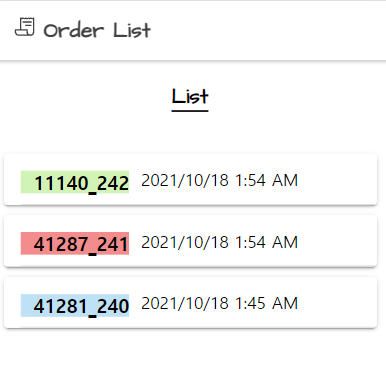 Order List
List
11140_242 2021/10/18 1:54 AM
41287_241 2021/10/18 1:54 AM
41281_240 2021/10/18 1:45 AM